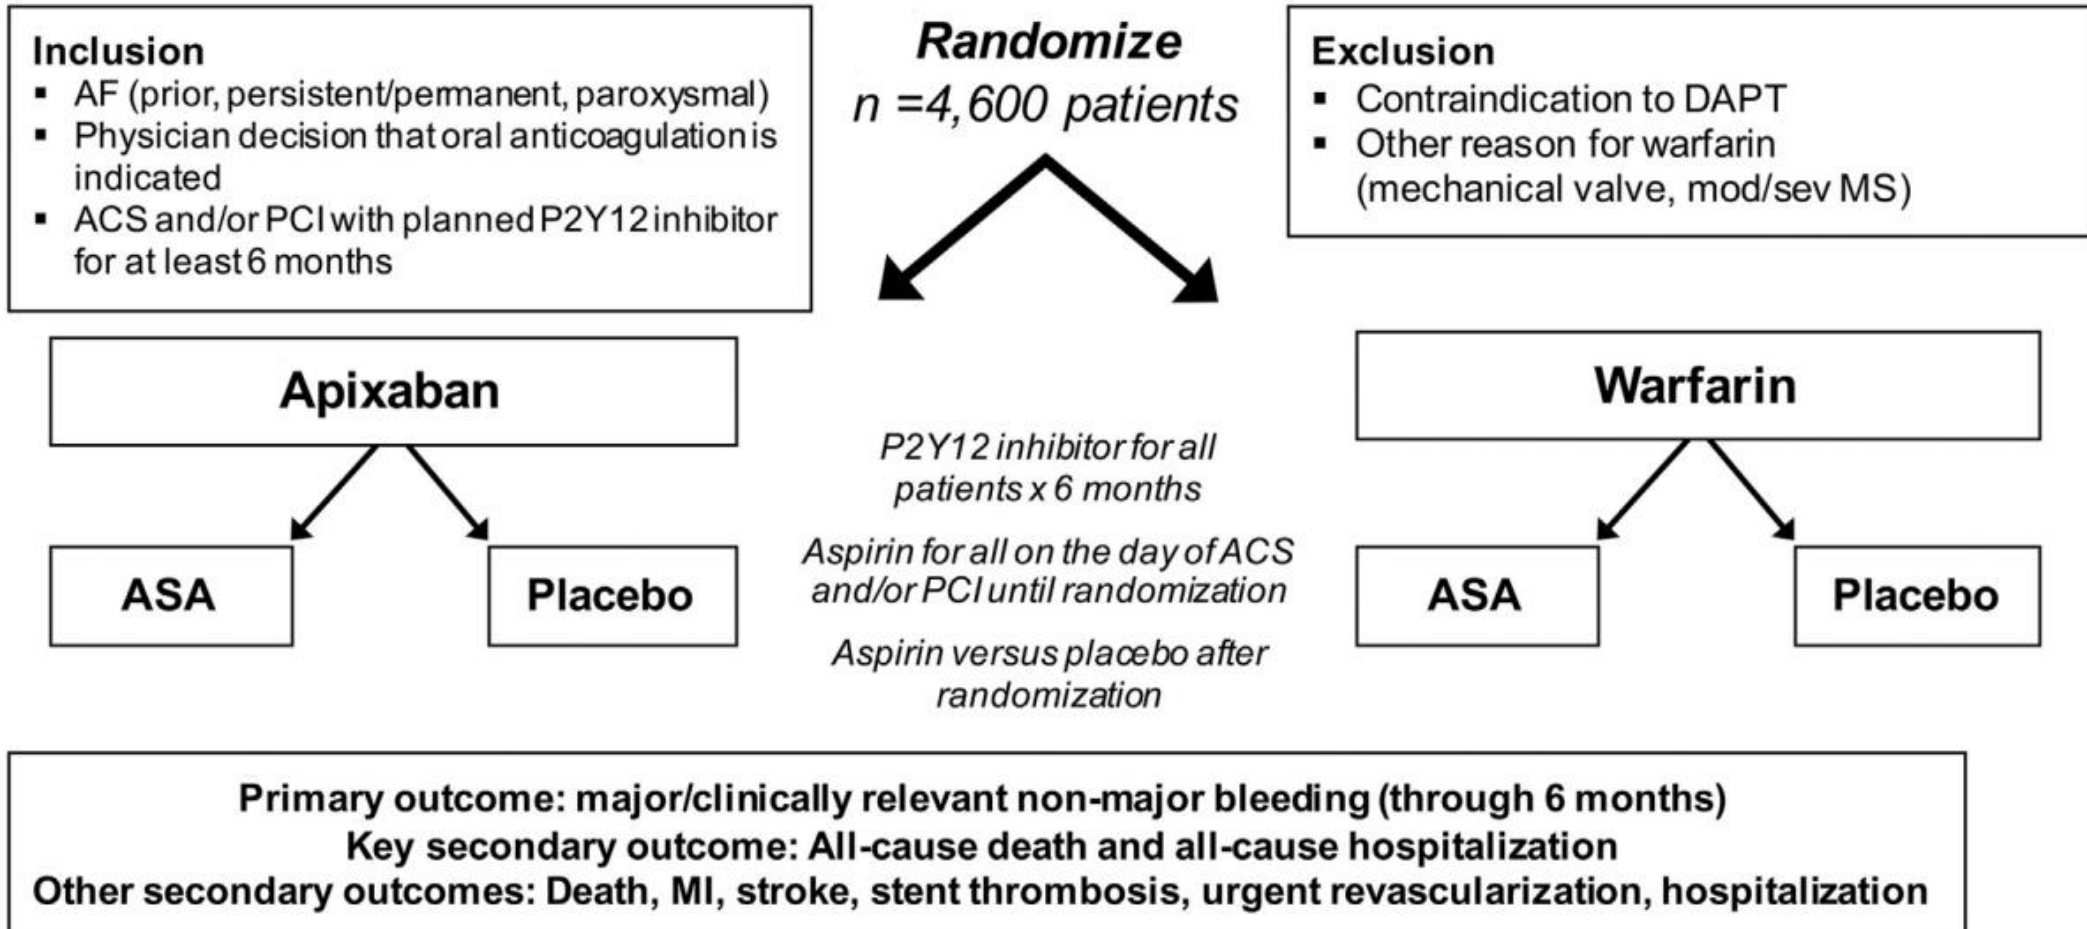 Inclusion
▪ AF (prior, persistent/permanent, paroxysmal)
▪ Physician decision that oral anticoagulation is
indicated
▪ ACS and/or PCI with planned P2Y12 inhibitor
for at least 6 months
Randomize
n =4,600 patients
Exclusion
▪ Contraindication to DAPT
▪ Other reason for warfarin
(mechanical valve, mod/sev MS)
Apixaban
Warfarin
P2Y12 inhibitor for all
patients x 6 months
Aspirin for all on the day of ACS
and/or PCI until randomization
Aspirin versus placebo after
randomization
ASA
Placebo
ASA
Placebo
Primary outcome: major/clinically relevant non-major bleeding (through 6 months)
Key secondary outcome: All-cause death and all-cause hospitalization
Other secondary outcomes: Death, MI, stroke, stent thrombosis, urgent revascularization, hospitalization